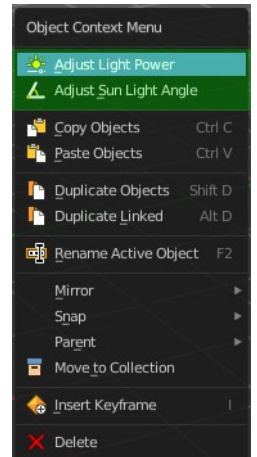 Object Context Menu
Adjust Light Power
Adjust Sun Light Angle
Copy Objects Ctrl C
Paste Objects Ctrl V
Duplicate Objects Shift D
Duplicate Linked Alt D
Rename Active Object F2
Mirror
Snap
Parent
Move to Collection
Insert Keyframe I
Delete